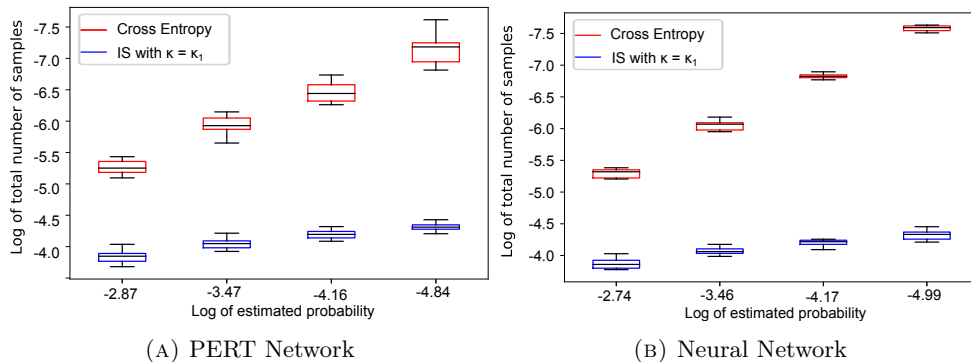 Log of total number of samples
-7.5
-7.0
-6.5
-6.0
-5.5
-5.0
-4.5
-4.0
Cross Entropy
IS with κ = κ1
-2.87
-3.47
-4.16
-4.84
Log of estimated probability
(A) PERT Network
Log of total number of samples
-7.5
-7.0
-6.5
-6.0
-5.5
-5.0
-4.5
-4.0
Cross Entropy
IS with κ = κ1
-2.74
-3.46
-4.17
-4.99
Log of estimated probability
(B) Neural Network